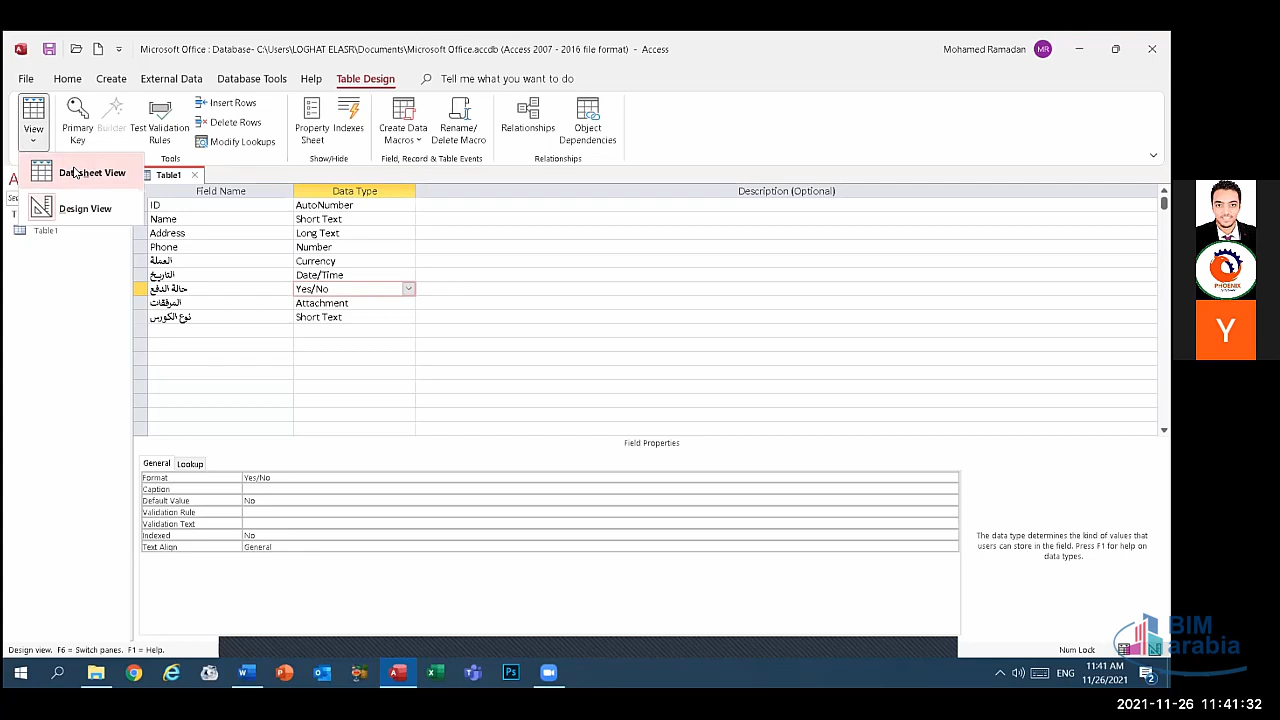 Microsoft Office : Database- C:\Users\LOGHAT ELASR\Documents\Microsoft Office.accdb (Access 2007 - 2016 file format) - Access
Mohamed Ramadan
MR
File Home Create External Data Database Tools Help Table Design Tell me what you want to do
View
Primary Key
Builder
Test Validation Rules
Insert Rows
Delete Rows
Modify Lookups
Property Sheet
Indexes
Create Data Macros
Rename/ Delete Macro
Relationships
Object Dependencies
Tools
Show/Hide
Field, Record & Table Events
Relationships
Datasheet View
Design View
Table1
Table1
Field Name Data Type Description (Optional)
ID AutoNumber
Name Short Text
Address Long Text
Phone Number
العملة Currency
التاريخ Date/Time
حالة الدفع Yes/No
المرفقات Attachment
نوع الكورس Short Text
Field Properties
General Lookup
Format Yes/No
Caption
Default Value No
Validation Rule
Validation Text
Indexed No
Text Align General
The data type determines the kind of values that
users can store in the field. Press F1 for help on
data types.
PHOENIX
Y
BIM
arabia
Design view. F6 = Switch panes. F1 = Help.
Num Lock
ENG
11:41 AM
11/26/2021
2
2021-11-26 11:41:32